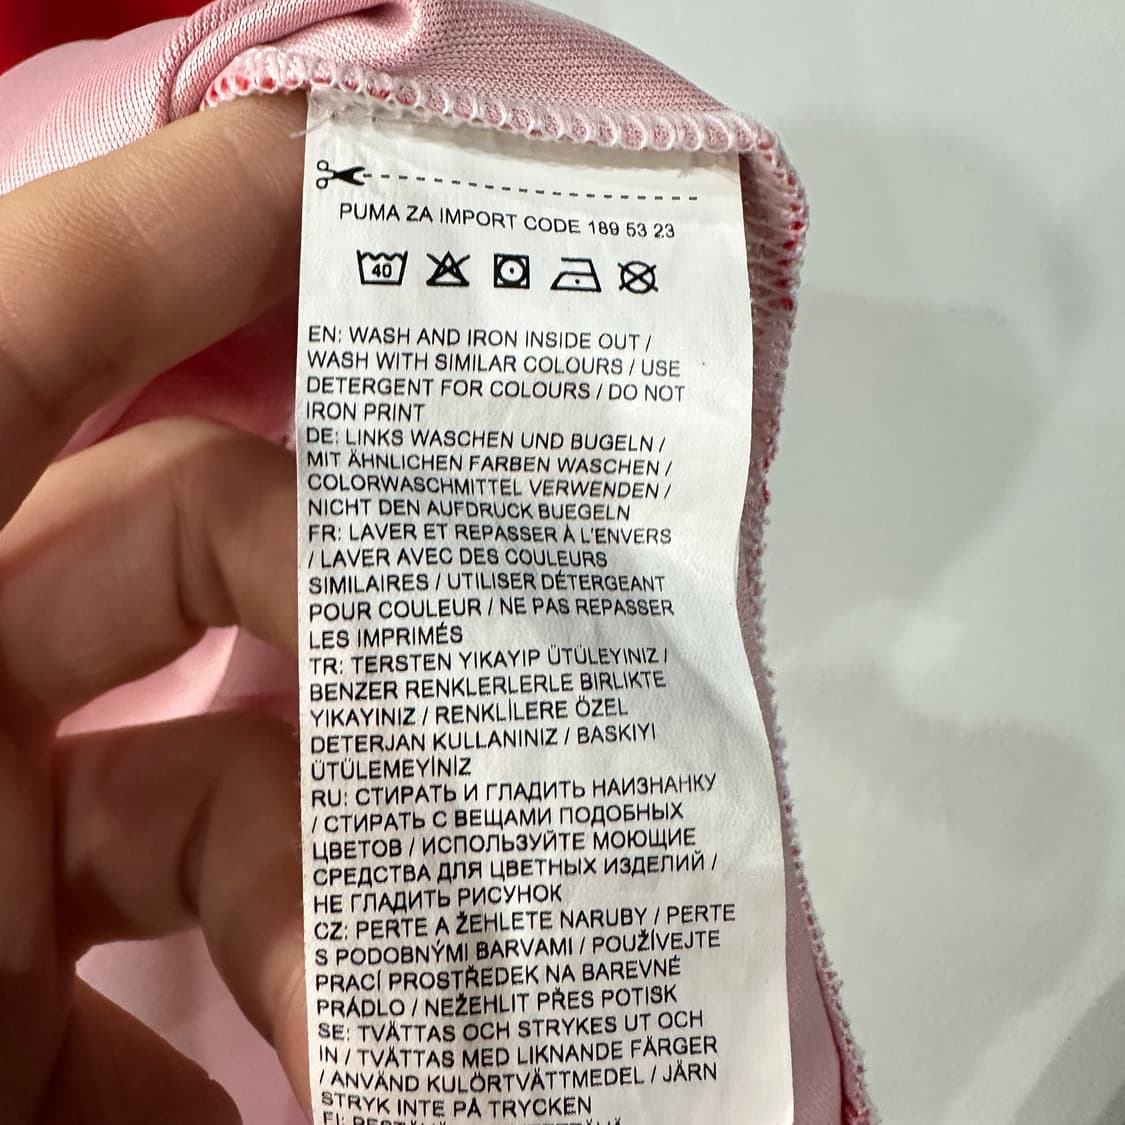 PUMA ZA IMPORT CODE 189 53 23
40
EN: WASH AND IRON INSIDE OUT /
WASH WITH SIMILAR COLOURS / USE
DETERGENT FOR COLOURS / DO NOT
IRON PRINT
DE: LINKS WASCHEN UND BUGELN /
MIT ÄHNLICHEN FARBEN WASCHEN /
COLORWASCHMITTEL VERWENDEN /
NICHT DEN AUFDRUCK BUEGELN
FR: LAVER ET REPASSER À L'ENVERS
/ LAVER AVEC DES COULEURS
SIMILAIRES / UTILISER DÉTERGEANT
POUR COULEUR / NE PAS REPASSER
LES IMPRIMÉS
TR: TERSTEN YIKAYIP ÜTÜLEYINIZ /
BENZER RENKLERLERLE BIRLIKTE
YIKAYINIZ / RENKLİLERE ÖZEL
DETERJAN KULLANINIZ / BASKIYI
ÜTÜLEMEYİNİZ
RU: СТИРАТЬ И ГЛАДИТЬ НАИЗНАНКУ
/ СТИРАТЬ С ВЕЩАМИ ПОДОБНЫХ
ЦВЕТОВ / ИСПОЛЬЗУЙТЕ МОЮЩИЕ
СРЕДСТВА ДЛЯ ЦВЕТНЫХ ИЗДЕЛИЙ /
НЕ ГЛАДИТЬ РИСУНОК
CZ: PERTE A ŽEHLETE NARUBY / PERTE
S PODOBNÝMI BARVAMI / POUŽÍVEJTE
PRACÍ PROSTŘEDEK NA BAREVNÉ
PRÁDLO / NEŽEHLIT PŘES POTISK
SE: TVÄTTAS OCH STRYKES UT OCH
IN / TVÄTTAS MED LIKNANDE FÄRGER
/ ANVÄND KULÖRTVÄTTMEDEL / JÄRN
STRYK INTE PÅ TRYCKEN
FI: